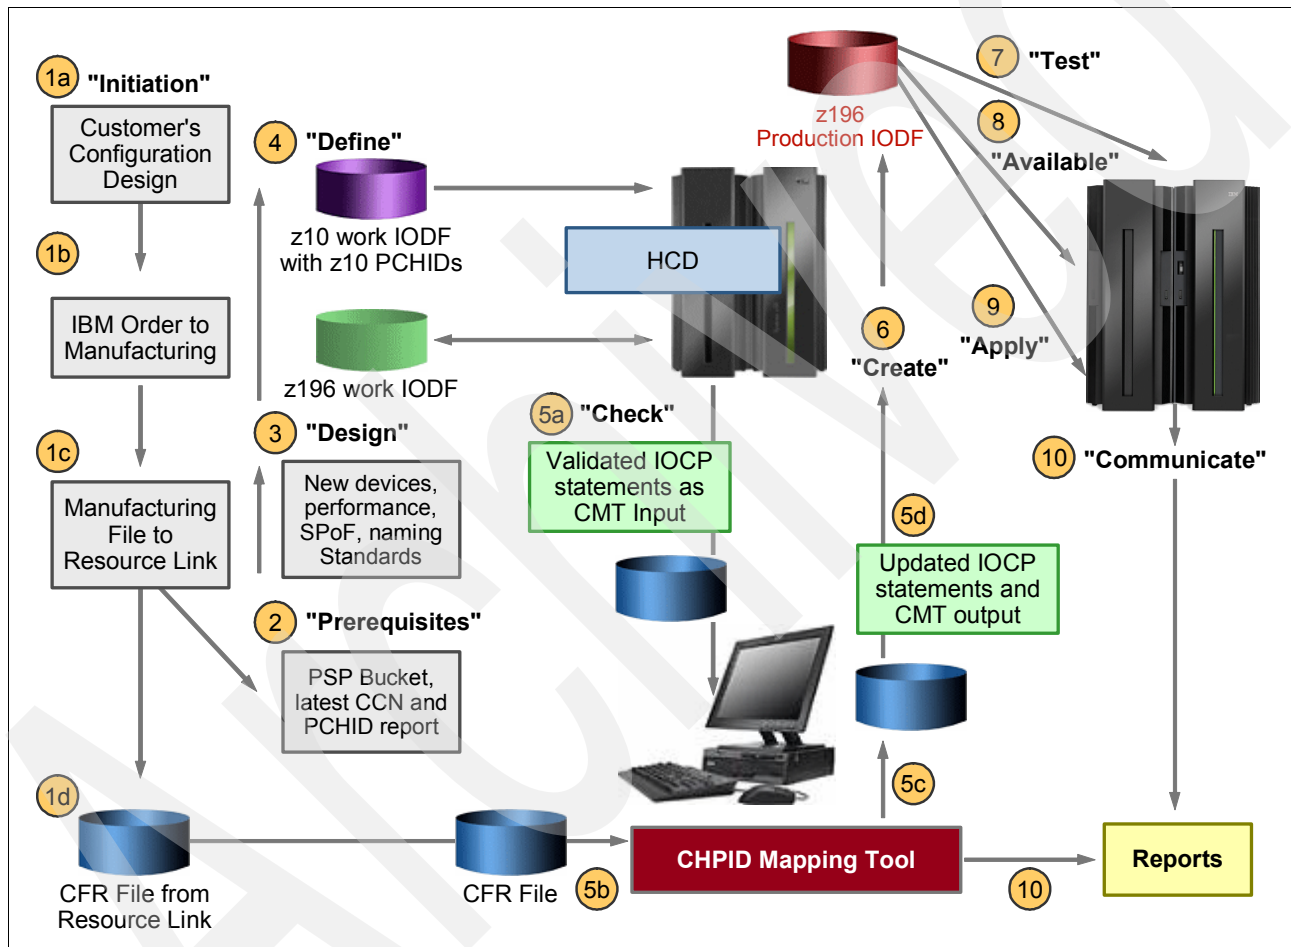 1a "Initiation"
Customer's
Configuration
Design
1b
IBM Order to
Manufacturing
1c
Manufacturing
File to
Resource Link
1d
CFR File from
Resource Link
2 "Prerequisites"
PSP Bucket,
latest CCN and
PCHID report
3 "Design"
New devices,
performance,
SPoF, naming
Standards
4 "Define"
z10 work IODF
with z10 PCHIDs
z196 work IODF
HCD
5a "Check"
Validated IOCP
statements as
CMT Input
CFR File
5b
CHPID Mapping Tool
5c
5d
Updated IOCP
statements and
CMT output
6
"Create"
z196
Production IODF
7 "Test"
8
"Available"
9
"Apply"
10 "Communicate"
10
Reports
Archived